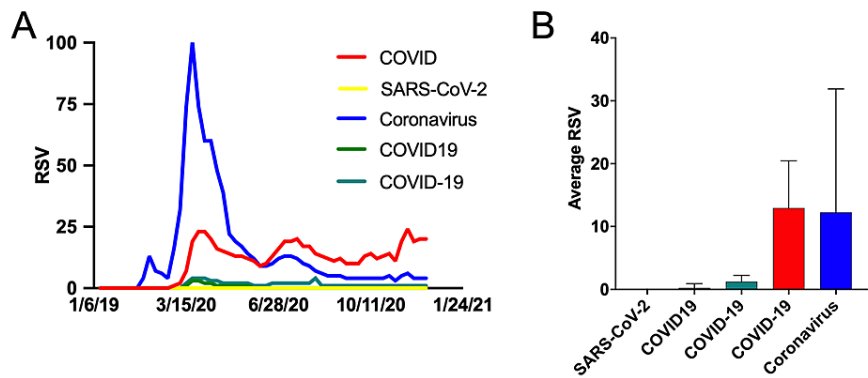 A
RSV
100
75
50
25
0
1/6/19
3/15/20
6/28/20
10/11/20
1/24/21
COVID
SARS-CoV-2
Coronavirus
COVID19
COVID-19
B
Average RSV
40
30
20
10
0
SARS-CoV-2
COVID19
COVID-19
COVID-19
Coronavirus